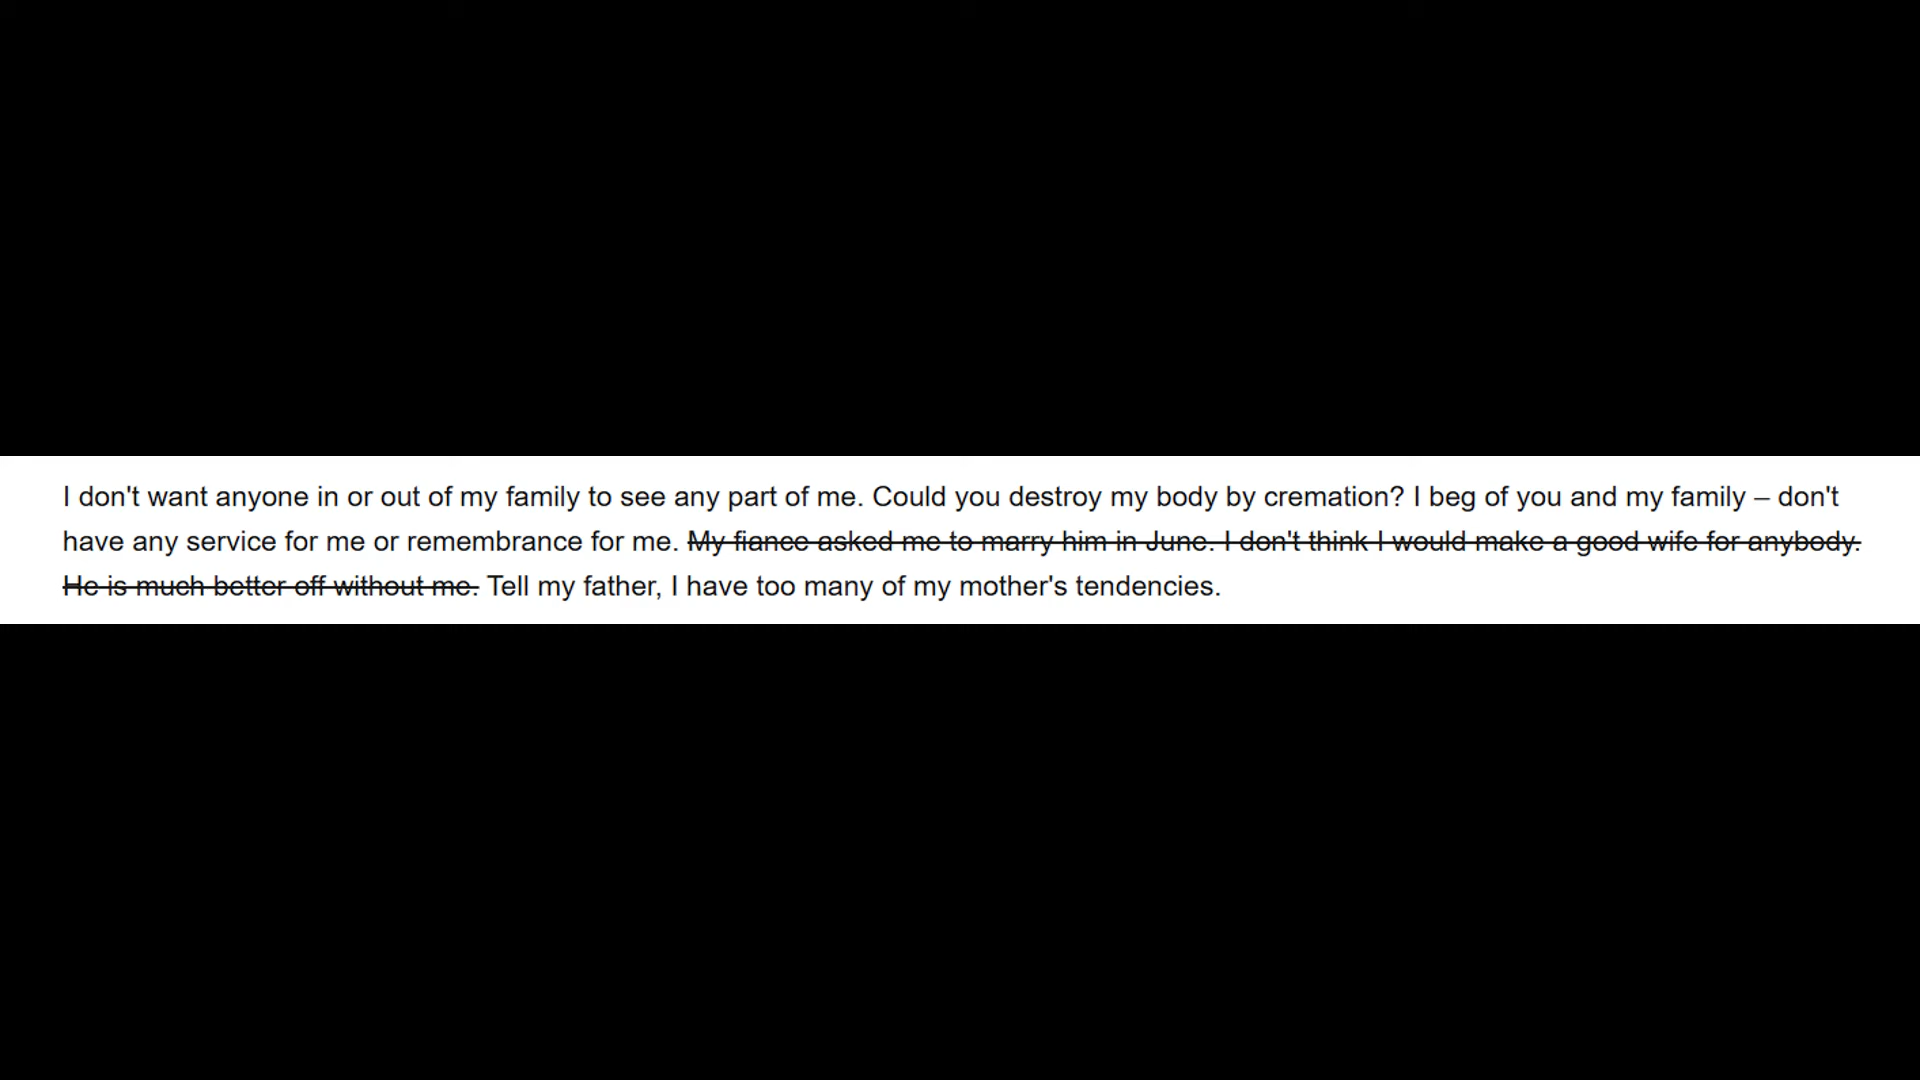 I don't want anyone in or out of my family to see any part of me. Could you destroy my body by cremation? I beg of you and my family – don't
have any service for me or remembrance for me. My fiance asked me to marry him in June. I don't think I would make a good wife for anybody.
He is much better off without me. Tell my father, I have too many of my mother's tendencies.